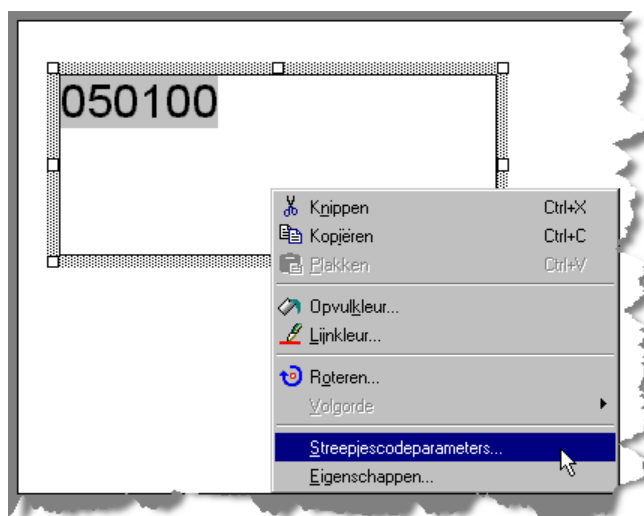 050100
Knippen Ctrl+X
Kopiëren Ctrl+C
Plakken Ctrl+V
Opvulkleur...
Lijnkleur...
Roteren...
Volgorde
Streepjescodeparameters...
Eigenschappen...